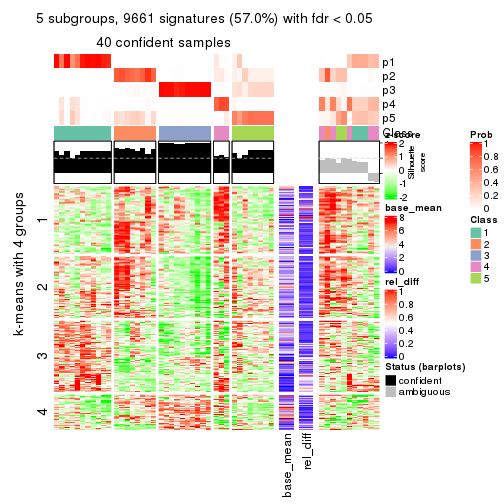 5 subgroups, 9661 signatures (57.0%) with fdr < 0.05
40 confident samples
p1
p2
p3
p4
p5
Class
z-score
2
1
0
-1
-2
Silhouette score
Prob
1
0.8
0.6
0.4
0.2
0
base_mean
8
6
4
2
0
Class
1
2
3
4
5
rel_diff
1
0.8
0.6
0.4
0.2
0
Status (barplots)
confident
ambiguous
k-means with 4 groups
1
2
3
4
base_mean
rel_diff